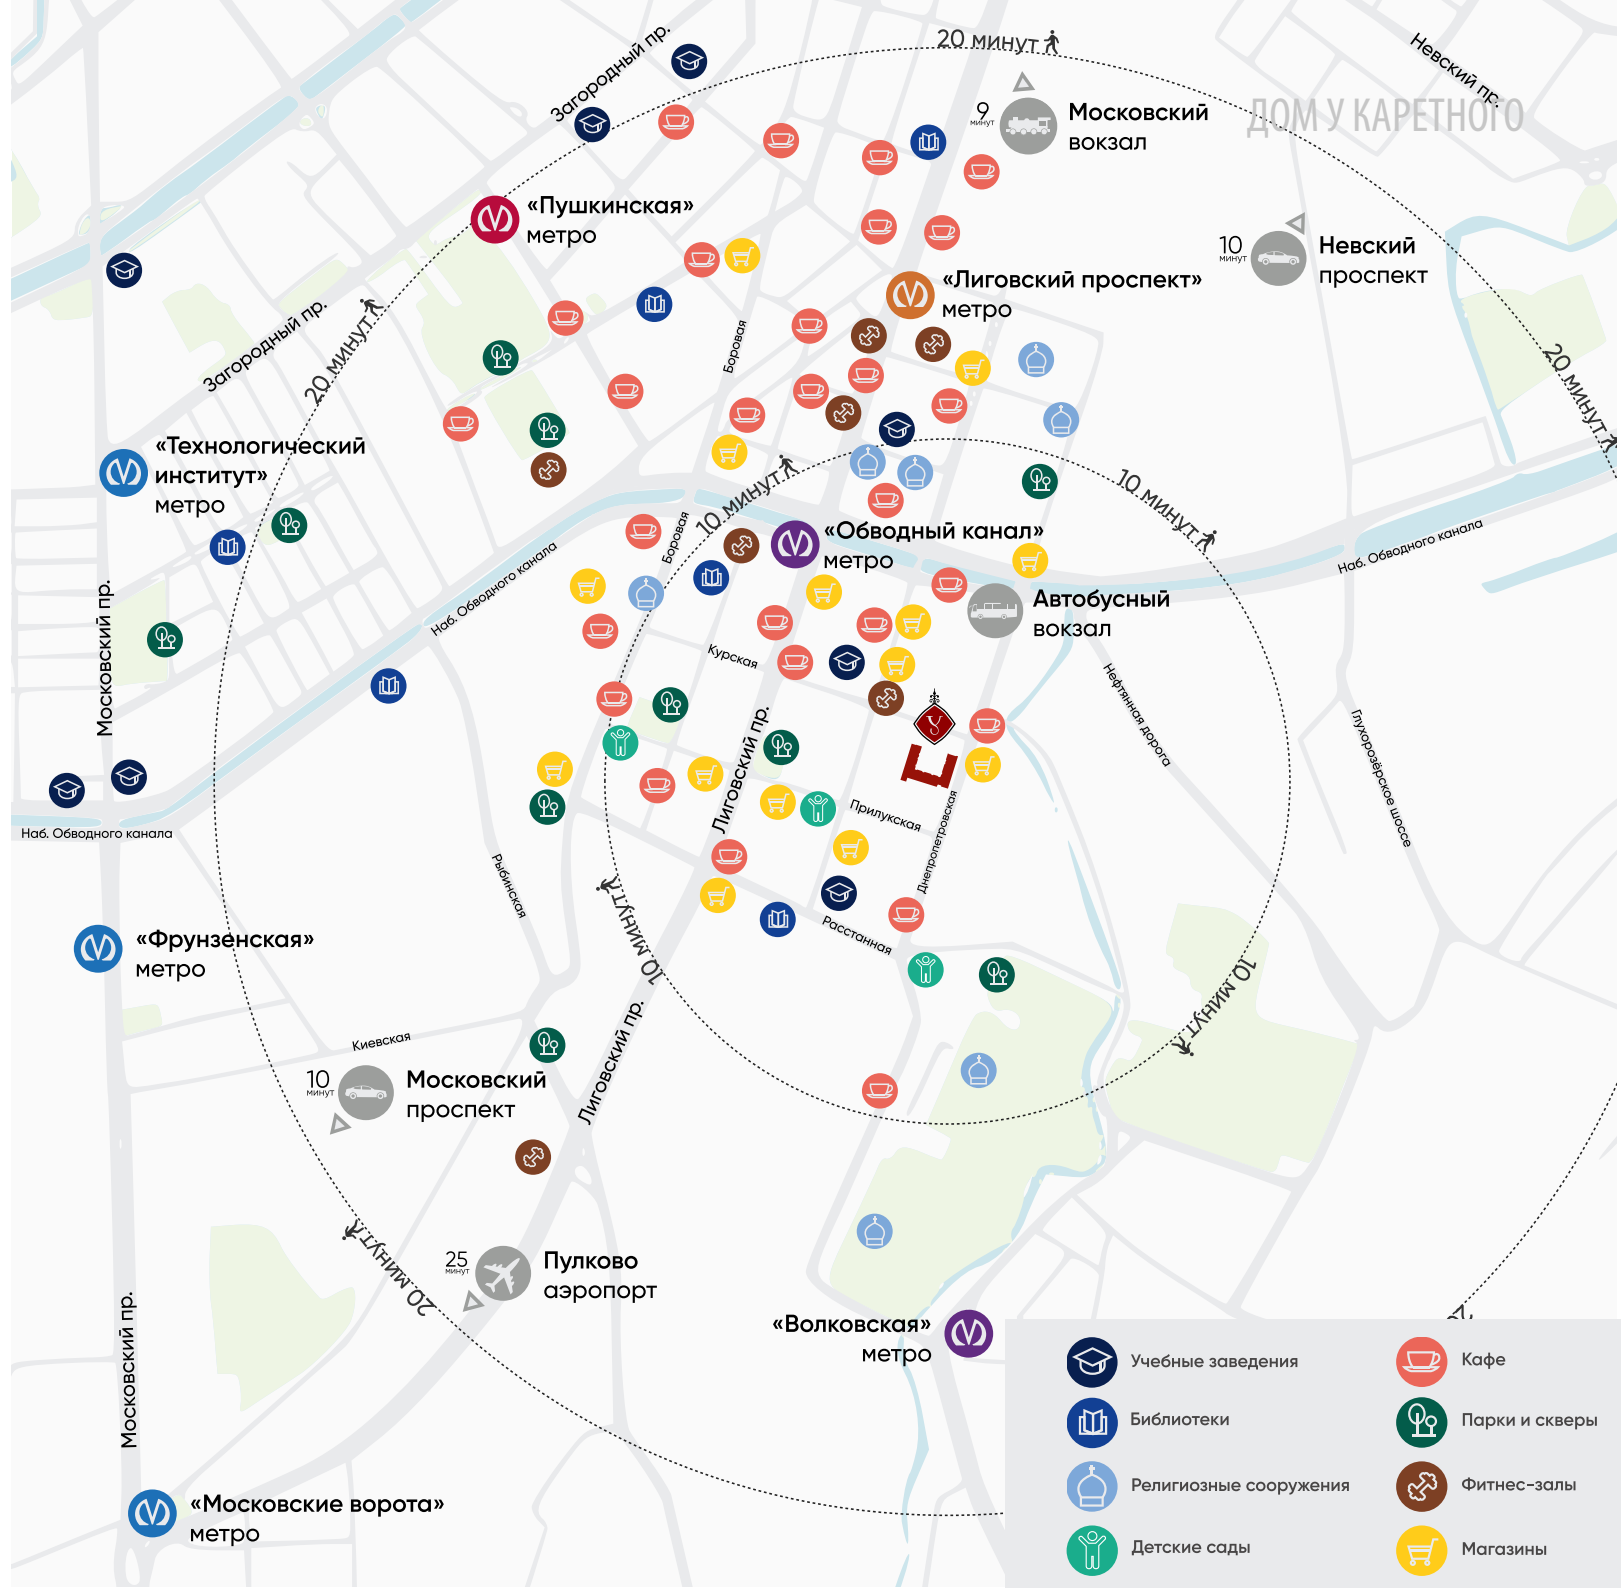 20 минут
Загородный пр.
Невский пр.
ДОМ У КАРЕТНОГО
9
минут
Московский
вокзал
«Пушкинская»
метро
10
минут
Невский
проспект
«Лиговский проспект»
метро
Загородный пр.
20 минут
Боровая
20 минут
«Технологический
институт»
метро
10 минут
10 минут
Боровая
«Обводный канал»
метро
Наб. Обводного канала
Наб. Обводного канала
Автобусный
вокзал
Московский пр.
Курская
Нефтянная дорога
Лиговский пр.
Глухорозёрское шоссе
Прилукская
Днепропетровская
Наб. Обводного канала
Рыбинская
Расстанная
«Фрунзенская»
метро
10 минут
10 минут
Лиговский пр.
Киевская
10
минут
Московский
проспект
25
минут
Пулково
аэропорт
20 минут
Московский пр.
«Волковская»
метро
«Московские ворота»
метро
Учебные заведения
Кафе
Библиотеки
Парки и скверы
Религиозные сооружения
Фитнес-залы
Детские сады
Магазины